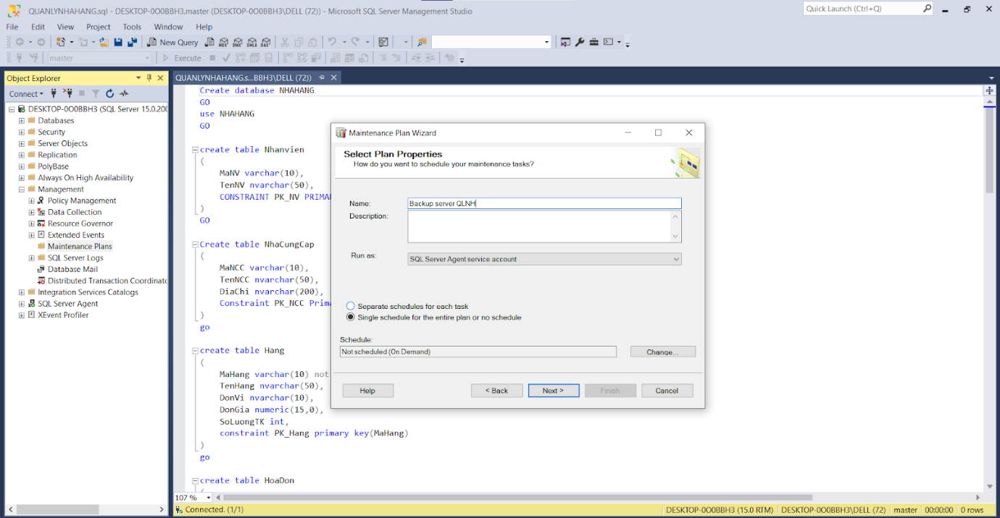 QUANLYNHAHANG.sql - DESKTOP-0O0BBH3.master (DESKTOP-0O0BBH3\DELL (72)) - Microsoft SQL Server Management Studio
Quick Launch (Ctrl+Q)
File Edit View Project Tools Window Help
New Query
master
Execute
Object Explorer
Connect
DESKTOP-0O0BBH3 (SQL Server 15.0.200
Databases
Security
Server Objects
Replication
PolyBase
Always On High Availability
Management
Policy Management
Data Collection
Resource Governor
Extended Events
Maintenance Plans
SQL Server Logs
Database Mail
Distributed Transaction Coordinato
Integration Services Catalogs
SQL Server Agent
XEvent Profiler
QUANLYNHAHANG.s...BBH3\DELL (72))
Create database NHAHANG
GO
use NHAHANG
GO
create table Nhanvien
(
MaNV varchar(10),
TenNV nvarchar(50),
CONSTRAINT PK_NV PRIMA
)
GO
Create table NhaCungCap
(
MaNCC varchar(10),
TenNCC nvarchar(50),
DiaChi nvarchar(200),
Constraint PK_NCC Prima
)
go
create table Hang
(
MaHang varchar(10) not
TenHang nvarchar(50),
DonVi nvarchar(10),
DonGia numeric(15,0),
SoLuongTK int,
constraint PK_Hang primary key(MaHang)
)
go
create table HoaDon
(
Maintenance Plan Wizard
Select Plan Properties
How do you want to schedule your maintenance tasks?
Name: Backup server QLNH
Description:
Run as: SQL Server Agent service account
Separate schedules for each task
Single schedule for the entire plan or no schedule
Schedule:
Not scheduled (On Demand) Change...
Help < Back Next > Finish Cancel
107 %
Connected. (1/1) DESKTOP-0O0BBH3 (15.0 RTM) DESKTOP-0O0BBH3\DELL (72) master 00:00:00 0 rows